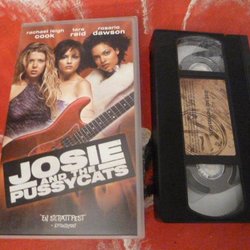 rachael leigh
cook
tara
reid
rosario
dawson
JOSIE
AND THE
PUSSYCATS